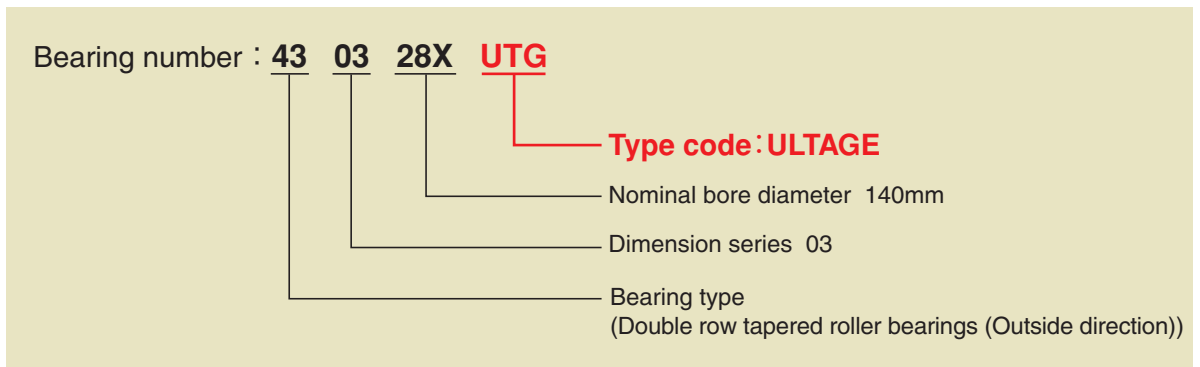 Bearing number : 43 03 28X UTG
Type code : ULTAGE
Nominal bore diameter 140mm
Dimension series 03
Bearing type
(Double row tapered roller bearings (Outside direction))